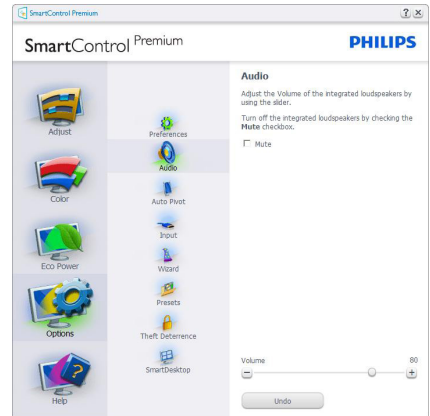 SmartControl Premium
SmartControl Premium
PHILIPS
Adjust
Color
Eco Power
Options
Help
Preferences
Audio
Auto Pivot
Input
Wizard
Presets
Theft Deterrence
SmartDesktop
Audio
Adjust the Volume of the integrated loudspeakers by
using the slider.
Turn off the integrated loudspeakers by checking the
Mute checkbox.
Mute
Volume 80
Undo